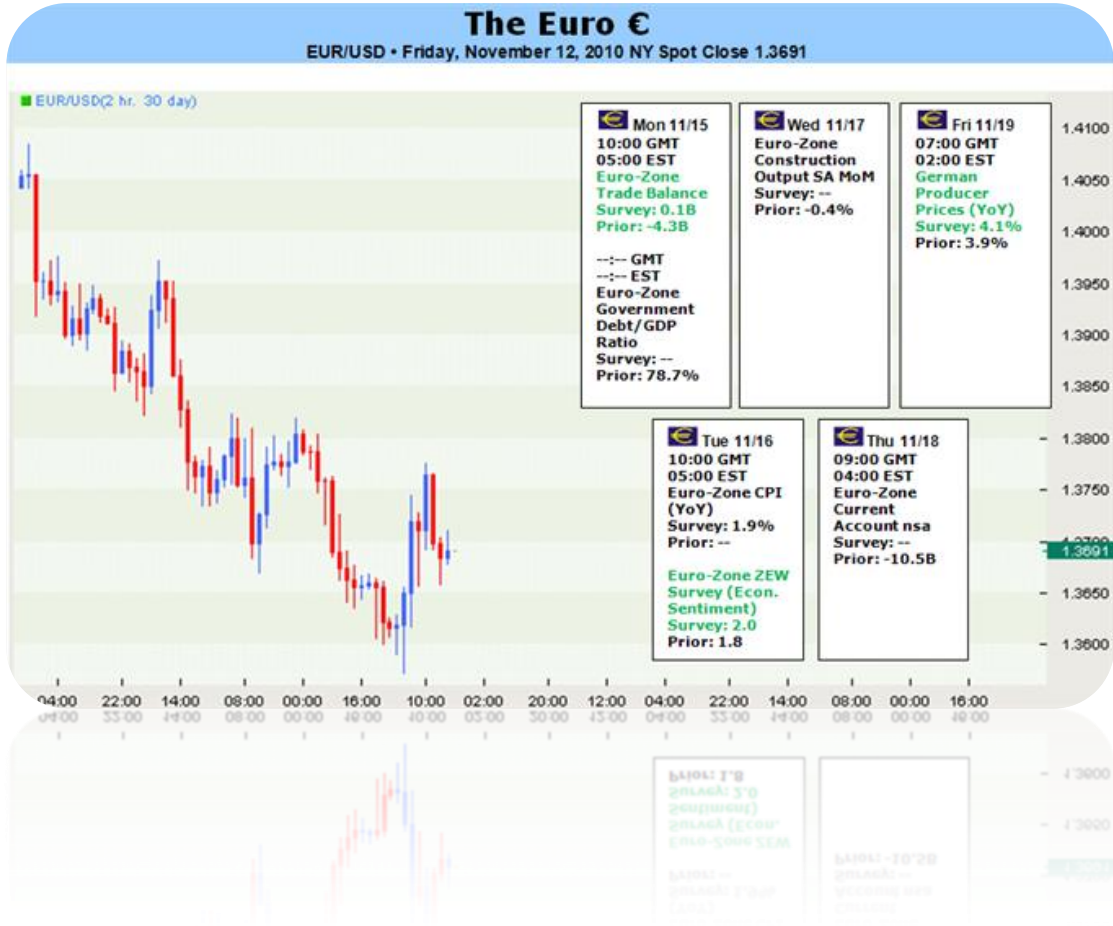 The Euro €
EUR/USD • Friday, November 12, 2010 NY Spot Close 1.3691
EUR/USD(2 hr. 30 day)
Mon 11/15
10:00 GMT
05:00 EST
Euro-Zone
Trade Balance
Survey: 0.1B
Prior: -4.3B
--:-- GMT
--:-- EST
Euro-Zone
Government
Debt/GDP
Ratio
Survey: --
Prior: 78.7%
Wed 11/17
Euro-Zone
Construction
Output SA MoM
Survey: --
Prior: -0.4%
Fri 11/19
07:00 GMT
02:00 EST
German
Producer
Prices (YoY)
Survey: 4.1%
Prior: 3.9%
Tue 11/16
10:00 GMT
05:00 EST
Euro-Zone CPI
(YoY)
Survey: 1.9%
Prior: --
Euro-Zone ZEW
Survey (Econ.
Sentiment)
Survey: 2.0
Prior: 1.8
Thu 11/18
09:00 GMT
04:00 EST
Euro-Zone
Current
Account nsa
Survey: --
Prior: -10.5B
1.4100
1.4050
1.4000
1.3950
1.3900
1.3850
1.3800
1.3750
1.3691
1.3650
1.3600
04:00 22:00 14:00 08:00 00:00 16:00 10:00 02:00 20:00 12:00 04:00 22:00 14:00 08:00 00:00 16:00